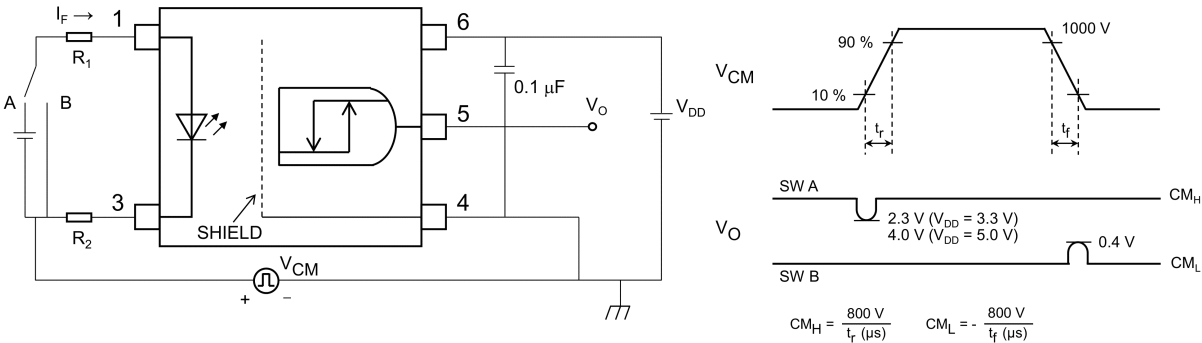 I_F → 1
R₁
A B
3
R₂
SHIELD
6
0.1 μF
5
V_O
V_DD
4
V_CM
+ −
V_CM
90 %
10 %
1000 V
t_r
t_f
V_O
SW A
CM_H
2.3 V (V_DD = 3.3 V)
4.0 V (V_DD = 5.0 V)
0.4 V
SW B
CM_L
CM_H = 800 V / t_r (μs) CM_L = - 800 V / t_f (μs)